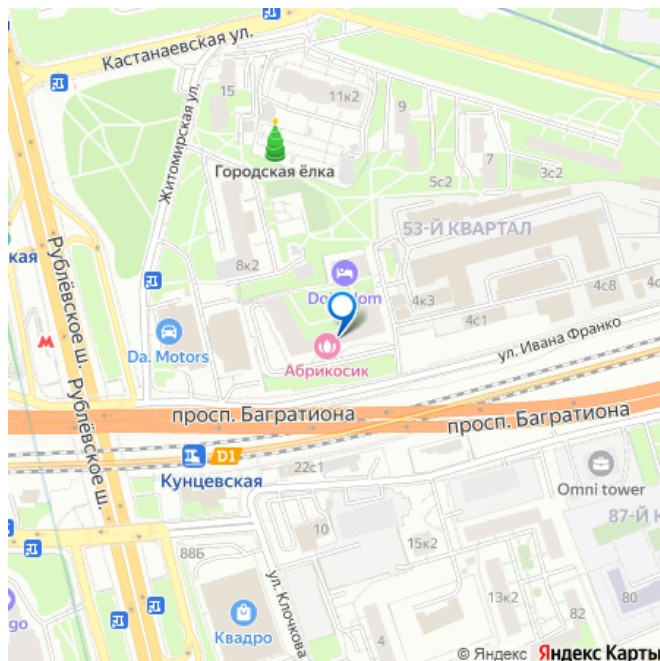 Кастанаевская ул.
15
11к2
9
Житомирская ул.
Городская ёлка
7
3с2
5с2
53-Й КВАРТАЛ
Рублёвское ш.
ская
8к2
4к3
4с8
4с1
Da. Motors
Абрикосик
ул. Ивана Франко
просп. Багратиона
просп. Багратиона
Рублёвское ш.
D1
Кунцевская
22с1
Omni tower
10
87-Й К
88Б
15к2
ул. Клочкова
13к2
82
80
go
Квадро
4
© Яндекс Яндекс Карты